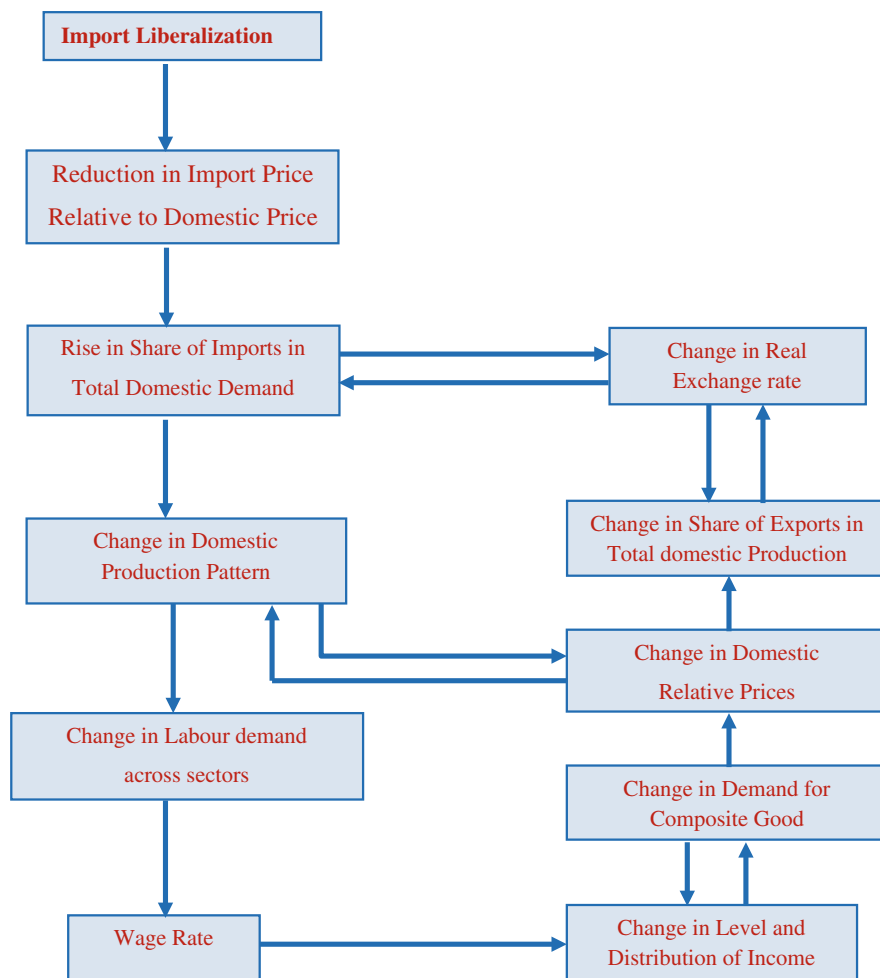 Import Liberalization
Reduction in Import Price
Relative to Domestic Price
Rise in Share of Imports in
Total Domestic Demand
Change in Real
Exchange rate
Change in Share of Exports in
Total domestic Production
Change in Domestic
Production Pattern
Change in Domestic
Relative Prices
Change in Labour demand
across sectors
Change in Demand for
Composite Good
Wage Rate
Change in Level and
Distribution of Income